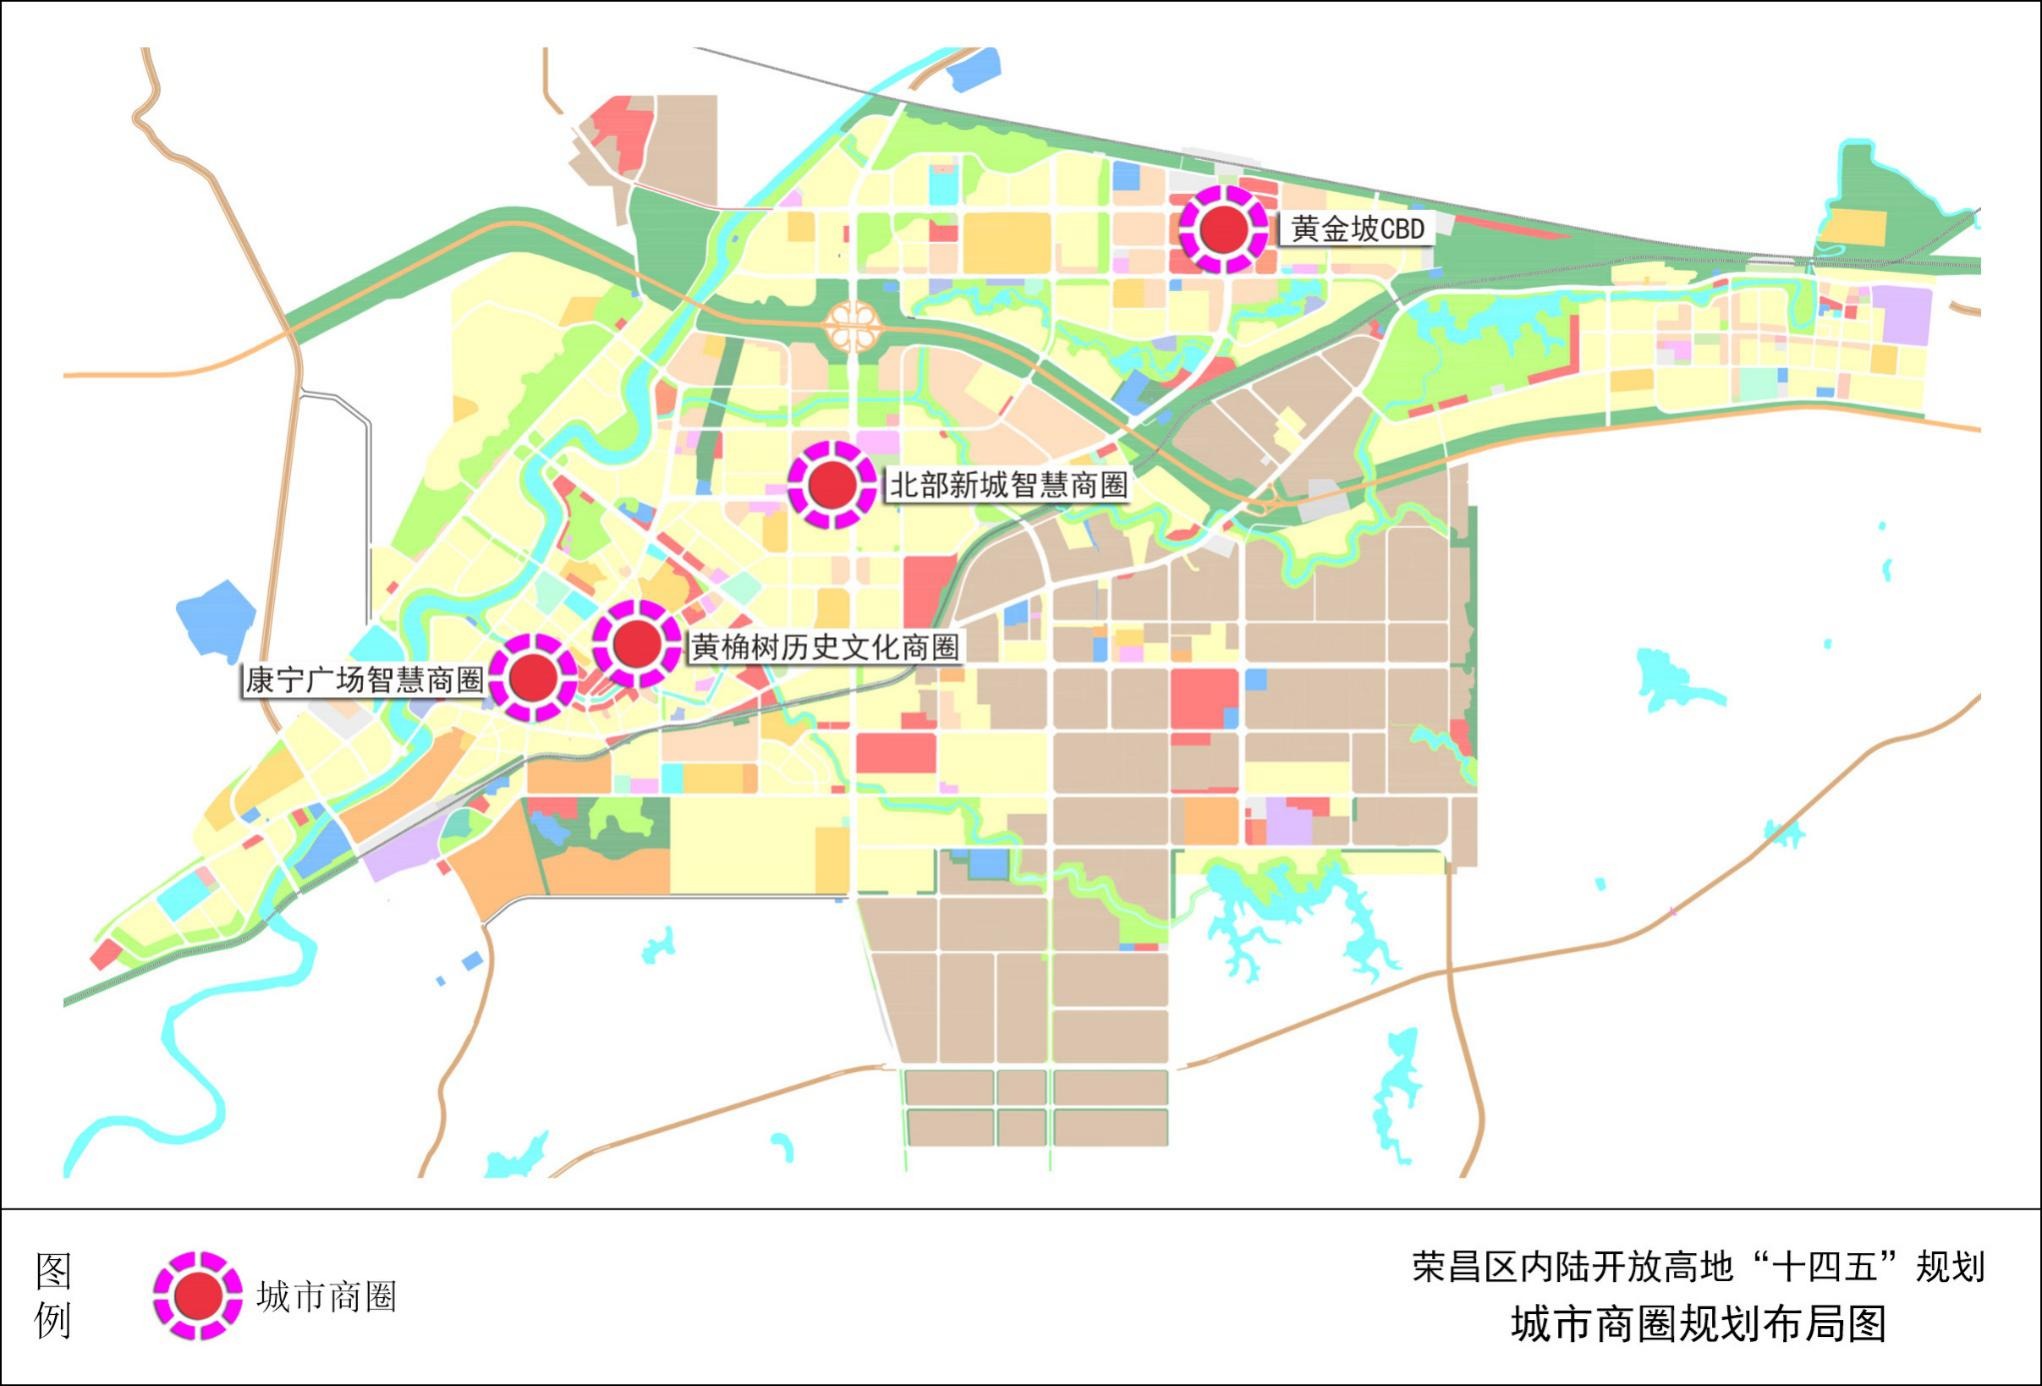 黄金坡CBD
北部新城智慧商圈
黄桷树历史文化商圈
康宁广场智慧商圈
图例
城市商圈
荣昌区内陆开放高地“十四五”规划
城市商圈规划布局图